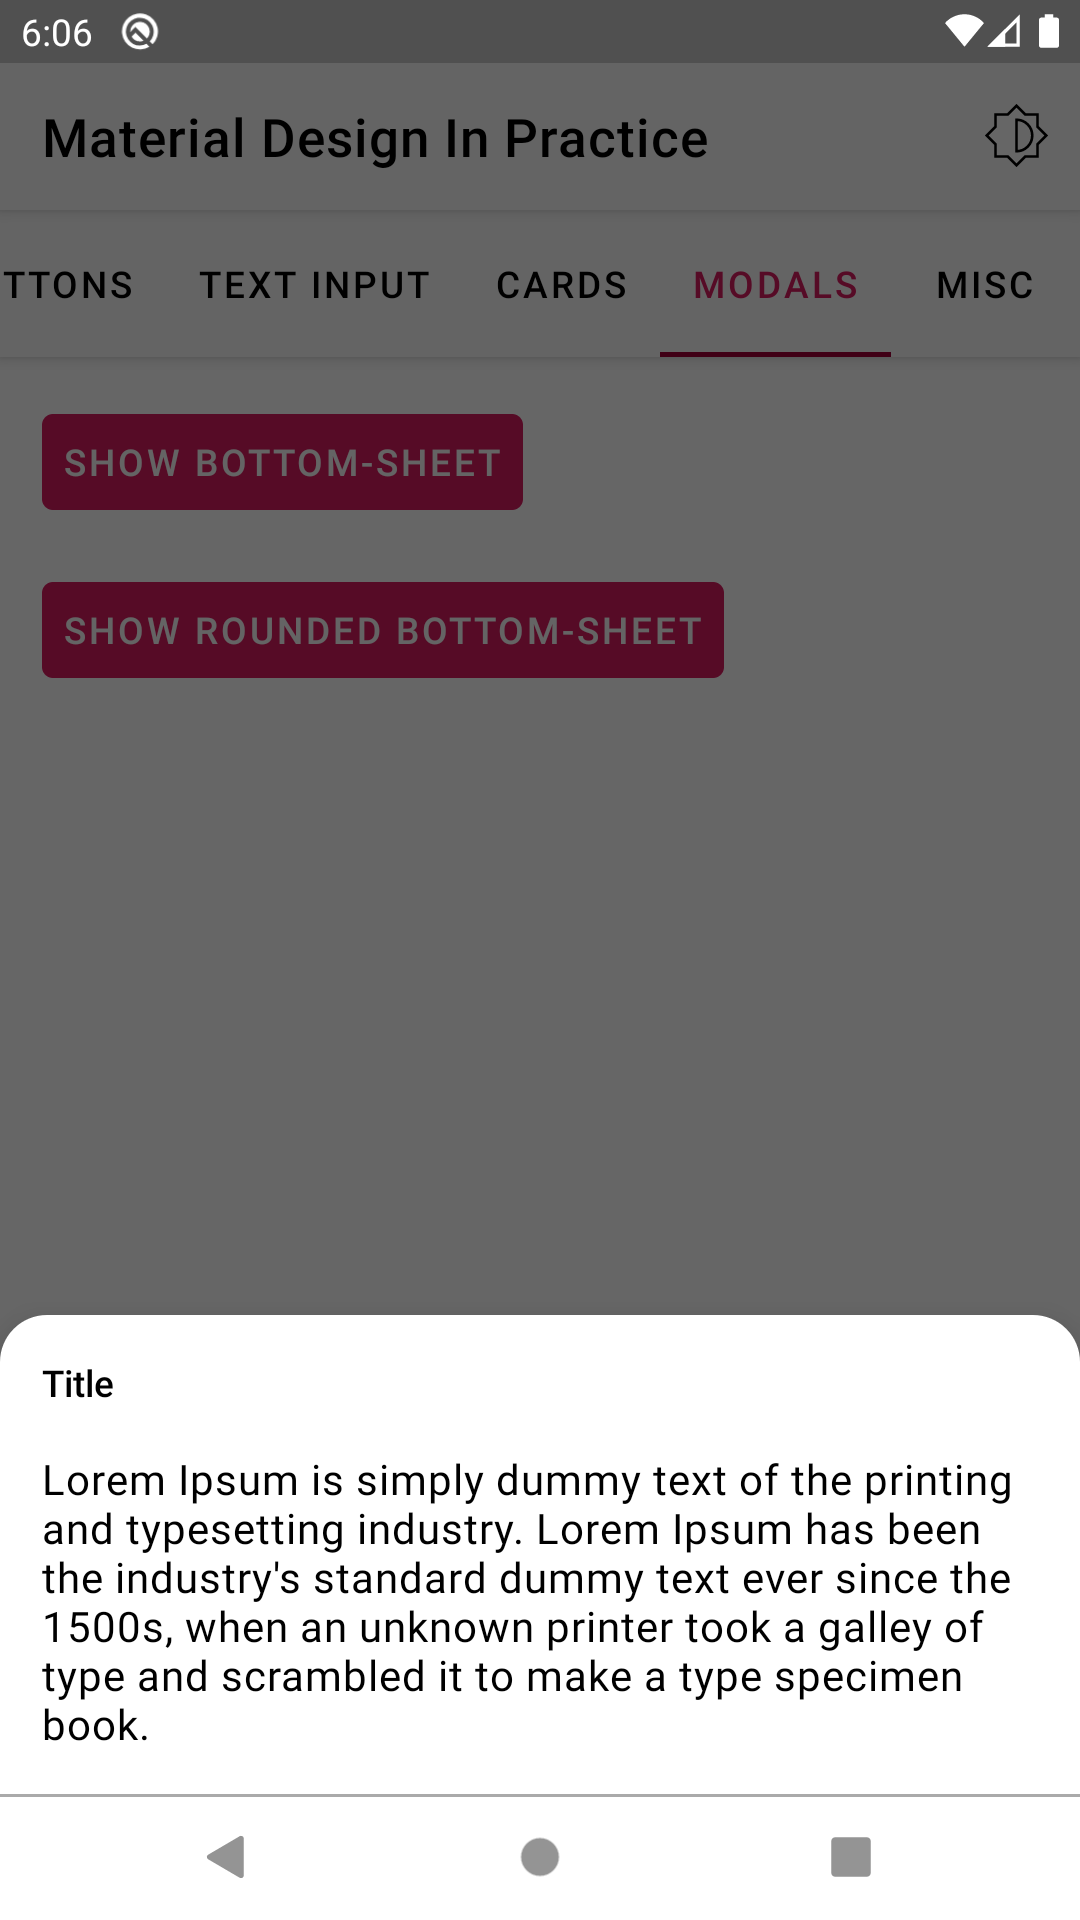 6:06
Material Design In Practice
TTONS TEXT INPUT CARDS MODALS MISC
SHOW BOTTOM-SHEET
SHOW ROUNDED BOTTOM-SHEET
Title
Lorem Ipsum is simply dummy text of the printing
and typesetting industry. Lorem Ipsum has been
the industry's standard dummy text ever since the
1500s, when an unknown printer took a galley of
type and scrambled it to make a type specimen
book.